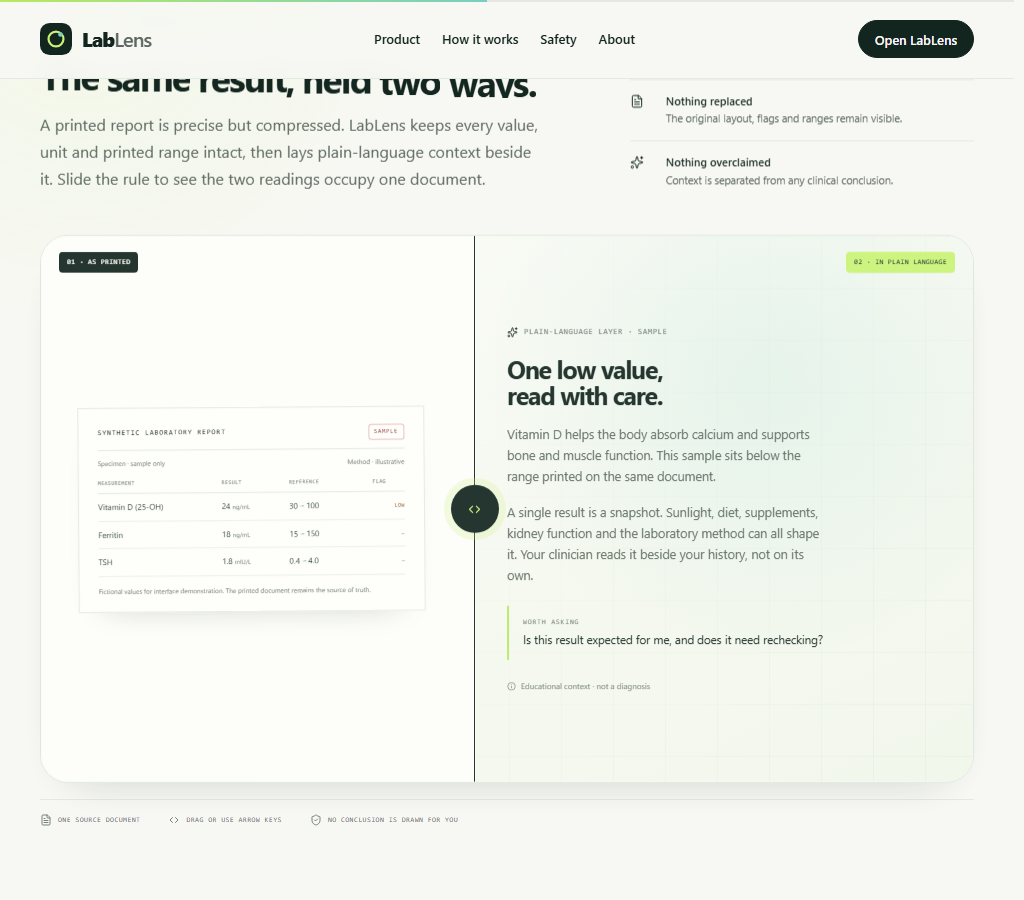 LabLens
Product How it works Safety About
Open LabLens
The same result, held two ways.
A printed report is precise but compressed. LabLens keeps every value,
unit and printed range intact, then lays plain-language context beside
it. Slide the rule to see the two readings occupy one document.
Nothing replaced
The original layout, flags and ranges remain visible.
Nothing overclaimed
Context is separated from any clinical conclusion.
01 · AS PRINTED
02 · IN PLAIN LANGUAGE
SYNTHETIC LABORATORY REPORT
SAMPLE
Specimen · sample only
Method · illustrative
MEASUREMENT RESULT REFERENCE FLAG
Vitamin D (25-OH) 24 ng/mL 30 – 100 LOW
Ferritin 18 ng/mL 15 – 150 –
TSH 1.8 mIU/L 0.4 – 4.0 –
Fictional values for interface demonstration. The printed document remains the source of truth.
PLAIN-LANGUAGE LAYER · SAMPLE
One low value,
read with care.
Vitamin D helps the body absorb calcium and supports
bone and muscle function. This sample sits below the
range printed on the same document.
A single result is a snapshot. Sunlight, diet, supplements,
kidney function and the laboratory method can all shape
it. Your clinician reads it beside your history, not on its
own.
WORTH ASKING
Is this result expected for me, and does it need rechecking?
Educational context · not a diagnosis
ONE SOURCE DOCUMENT
DRAG OR USE ARROW KEYS
NO CONCLUSION IS DRAWN FOR YOU